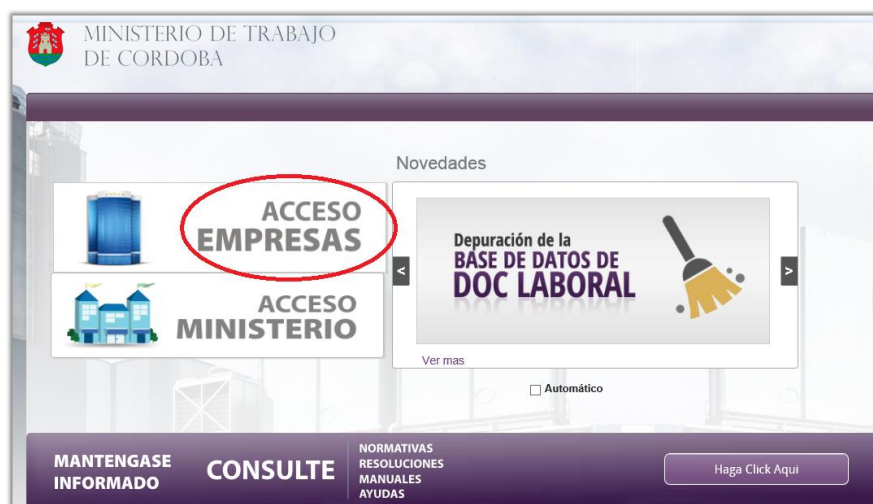 MINISTERIO DE TRABAJO
DE CORDOBA
Novedades
ACCESO
EMPRESAS
ACCESO
MINISTERIO
<
Depuración de la
BASE DE DATOS DE
DOC LABORAL
>
Ver mas
Automático
MANTENGASE
INFORMADO
CONSULTE
NORMATIVAS
RESOLUCIONES
MANUALES
AYUDAS
Haga Click Aqui